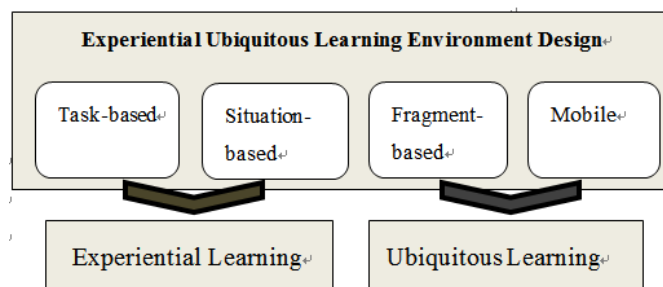 Experiential Ubiquitous Learning Environment Design
Task-based
Situation-
based
Fragment-
based
Mobile
Experiential Learning
Ubiquitous Learning